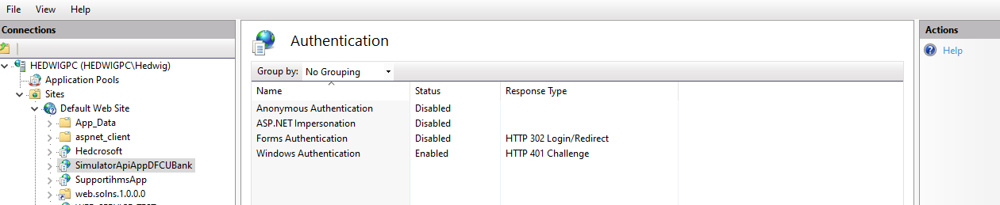 File View Help
Connections
HEDWIGPC (HEDWIGPC\Hedwig)
Application Pools
Sites
Default Web Site
App_Data
aspnet_client
Hedcrosoft
SimulatorApiAppDFCUBank
SupportihmsApp
web.solns.1.0.0.0
Authentication
Group by: No Grouping
Name Status Response Type
Anonymous Authentication Disabled
ASP.NET Impersonation Disabled
Forms Authentication Disabled HTTP 302 Login/Redirect
Windows Authentication Enabled HTTP 401 Challenge
Actions
Help